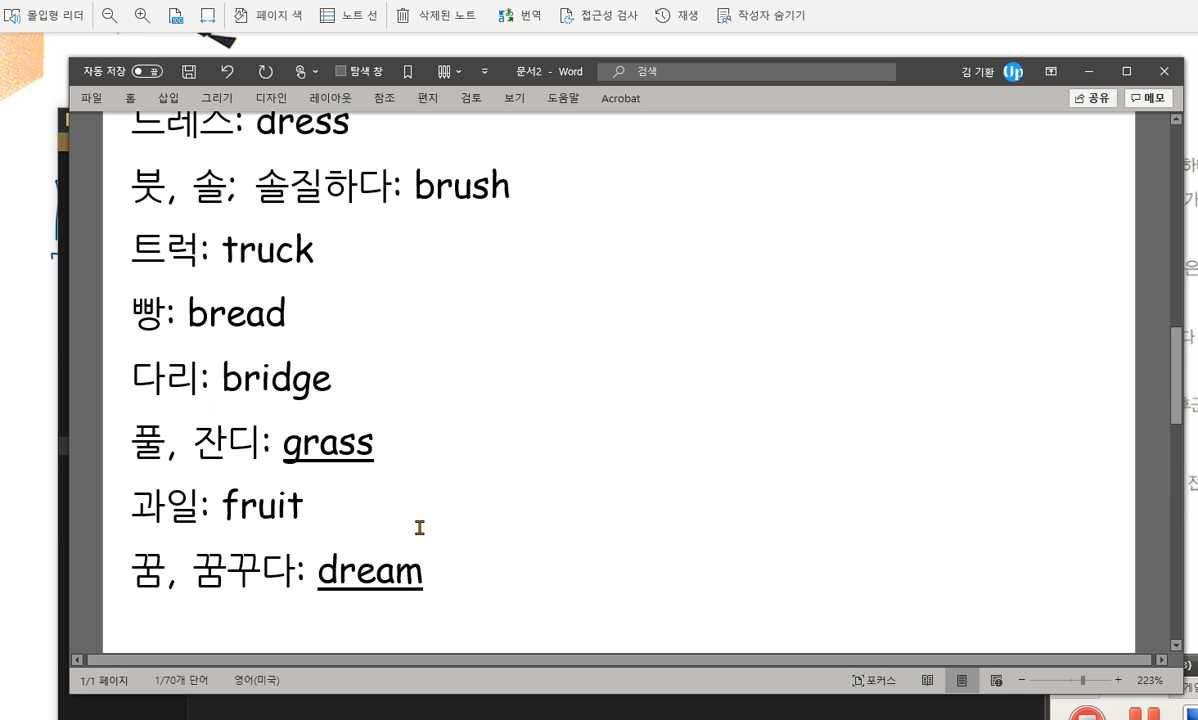 몰입형 리더 페이지 색 노트 선 삭제된 노트 번역 접근성 검사 재생 작성자 숨기기
자동 저장 끔 탐색 창 문서2 - Word 검색 김 기환 Up
파일 홈 삽입 그리기 디자인 레이아웃 참조 편지 검토 보기 도움말 Acrobat 공유 메모
드레스: dress
붓, 솔; 솔질하다: brush
트럭: truck
빵: bread
다리: bridge
풀, 잔디: grass
과일: fruit
꿈, 꿈꾸다: dream
1/1 페이지 1/70개 단어 영어(미국) 포커스 223%